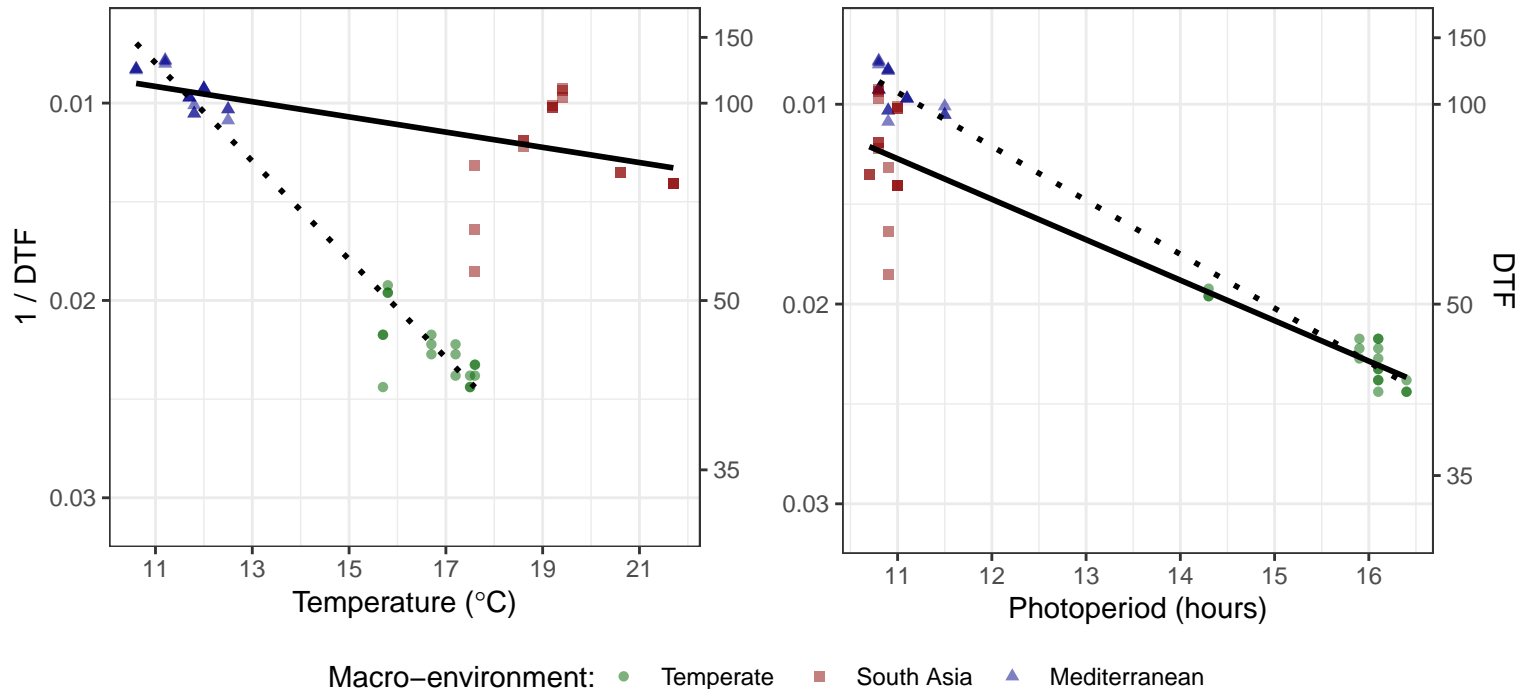 1 / DTF
0.01
0.02
0.03
150
100
50
35
11 13 15 17 19 21
Temperature (°C)
0.01
0.02
0.03
150
100
50
35
DTF
11 12 13 14 15 16
Photoperiod (hours)
Macro−environment: Temperate South Asia Mediterranean